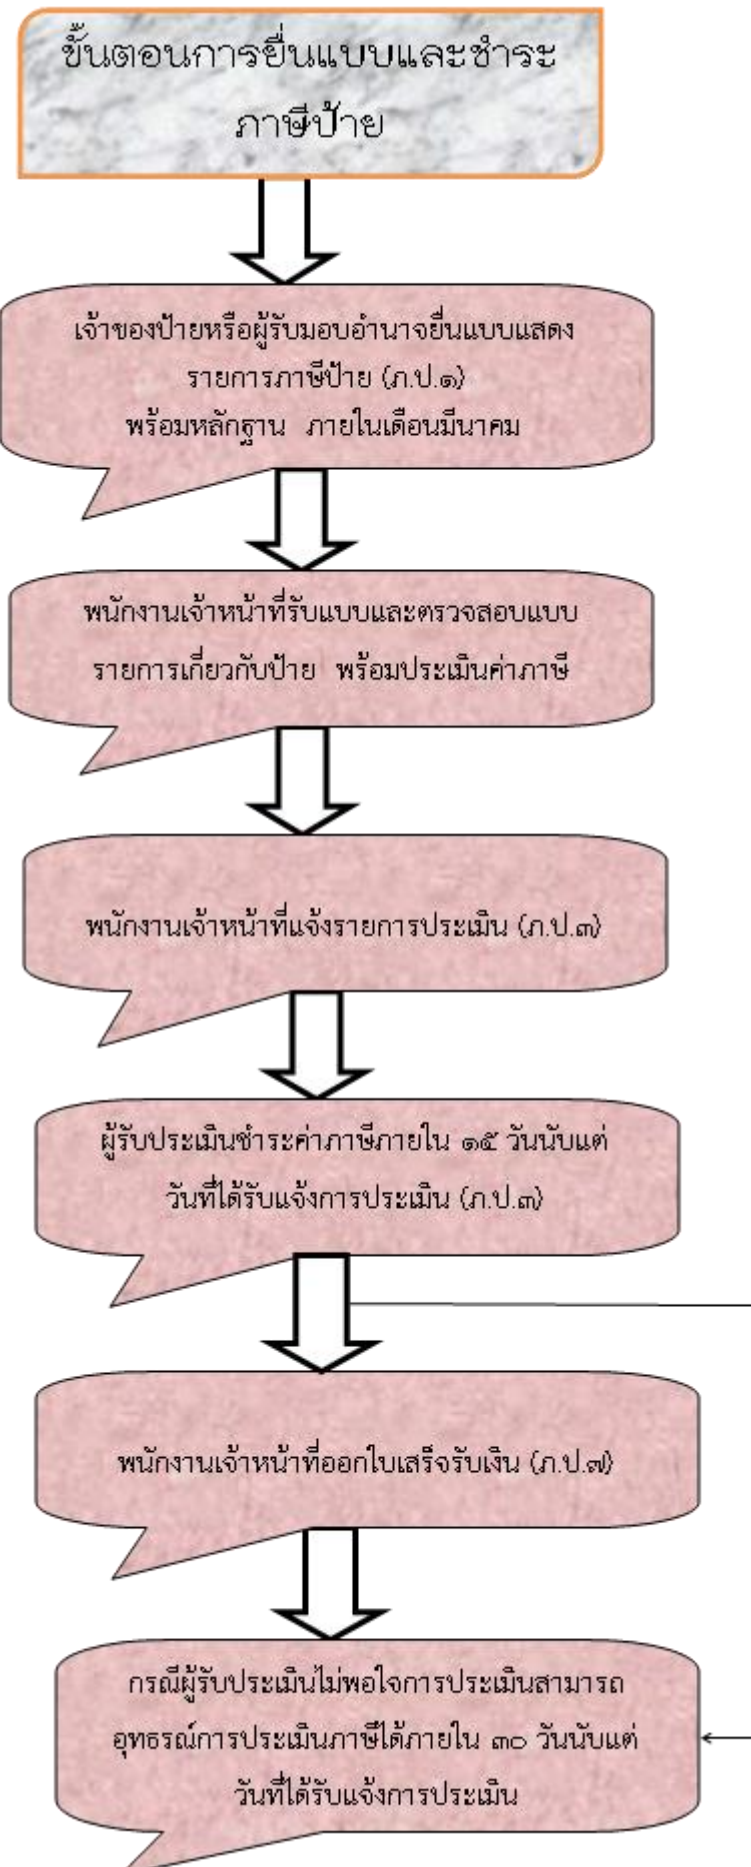 ขั้นตอนการยื่นแบบและชำระ
ภาษีป้าย
เจ้าของป้ายหรือผู้รับมอบอำนาจยื่นแบบแสดง
รายการภาษีป้าย (ภ.ป.๑)
พร้อมหลักฐาน ภายในเดือนมีนาคม
พนักงานเจ้าหน้าที่รับแบบและตรวจสอบแบบ
รายการเกี่ยวกับป้าย พร้อมประเมินค่าภาษี
พนักงานเจ้าหน้าที่แจ้งรายการประเมิน (ภ.ป.๓)
ผู้รับประเมินชำระค่าภาษีภายใน ๑๕ วันนับแต่
วันที่ได้รับแจ้งการประเมิน (ภ.ป.๓)
พนักงานเจ้าหน้าที่ออกใบเสร็จรับเงิน (ภ.ป.๗)
กรณีผู้รับประเมินไม่พอใจการประเมินสามารถ
อุทธรณ์การประเมินภาษีได้ภายใน ๓๐ วันนับแต่
วันที่ได้รับแจ้งการประเมิน